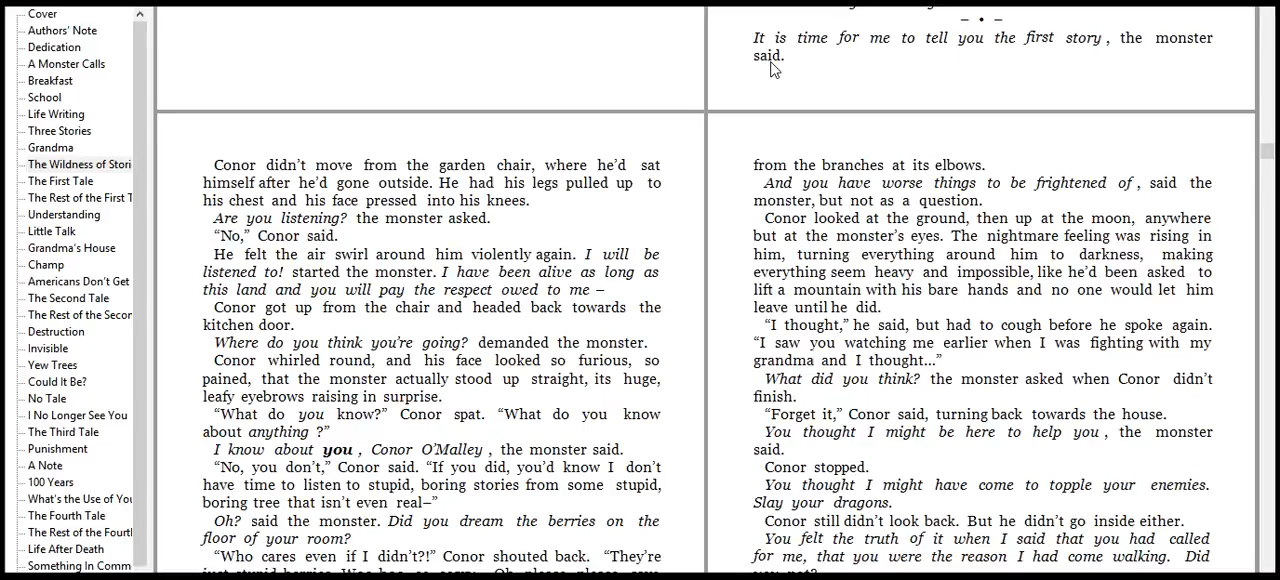 Cover
Authors' Note
Dedication
A Monster Calls
Breakfast
School
Life Writing
Three Stories
Grandma
The Wildness of Stori
The First Tale
The Rest of the First T
Understanding
Little Talk
Grandma's House
Champ
Americans Don't Get
The Second Tale
The Rest of the Secor
Destruction
Invisible
Yew Trees
Could It Be?
No Tale
I No Longer See You
The Third Tale
Punishment
A Note
100 Years
What's the Use of You
The Fourth Tale
The Rest of the Fourth
Life After Death
Something In Comm
– • –
It is time for me to tell you the first story , the monster
said.
Conor didn't move from the garden chair, where he'd sat
himself after he'd gone outside. He had his legs pulled up to
his chest and his face pressed into his knees.
Are you listening? the monster asked.
“No,” Conor said.
He felt the air swirl around him violently again. I will be
listened to! started the monster. I have been alive as long as
this land and you will pay the respect owed to me –
Conor got up from the chair and headed back towards the
kitchen door.
Where do you think you're going? demanded the monster.
Conor whirled round, and his face looked so furious, so
pained, that the monster actually stood up straight, its huge,
leafy eyebrows raising in surprise.
“What do you know?” Conor spat. “What do you know
about anything ?”
I know about you , Conor O'Malley , the monster said.
“No, you don't,” Conor said. “If you did, you'd know I don't
have time to listen to stupid, boring stories from some stupid,
boring tree that isn't even real–”
Oh? said the monster. Did you dream the berries on the
floor of your room?
“Who cares even if I didn't?!” Conor shouted back. “They're
from the branches at its elbows.
And you have worse things to be frightened of , said the
monster, but not as a question.
Conor looked at the ground, then up at the moon, anywhere
but at the monster's eyes. The nightmare feeling was rising in
him, turning everything around him to darkness, making
everything seem heavy and impossible, like he'd been asked to
lift a mountain with his bare hands and no one would let him
leave until he did.
“I thought,” he said, but had to cough before he spoke again.
“I saw you watching me earlier when I was fighting with my
grandma and I thought…”
What did you think? the monster asked when Conor didn't
finish.
“Forget it,” Conor said, turning back towards the house.
You thought I might be here to help you , the monster
said.
Conor stopped.
You thought I might have come to topple your enemies.
Slay your dragons.
Conor still didn't look back. But he didn't go inside either.
You felt the truth of it when I said that you had called
for me, that you were the reason I had come walking. Did